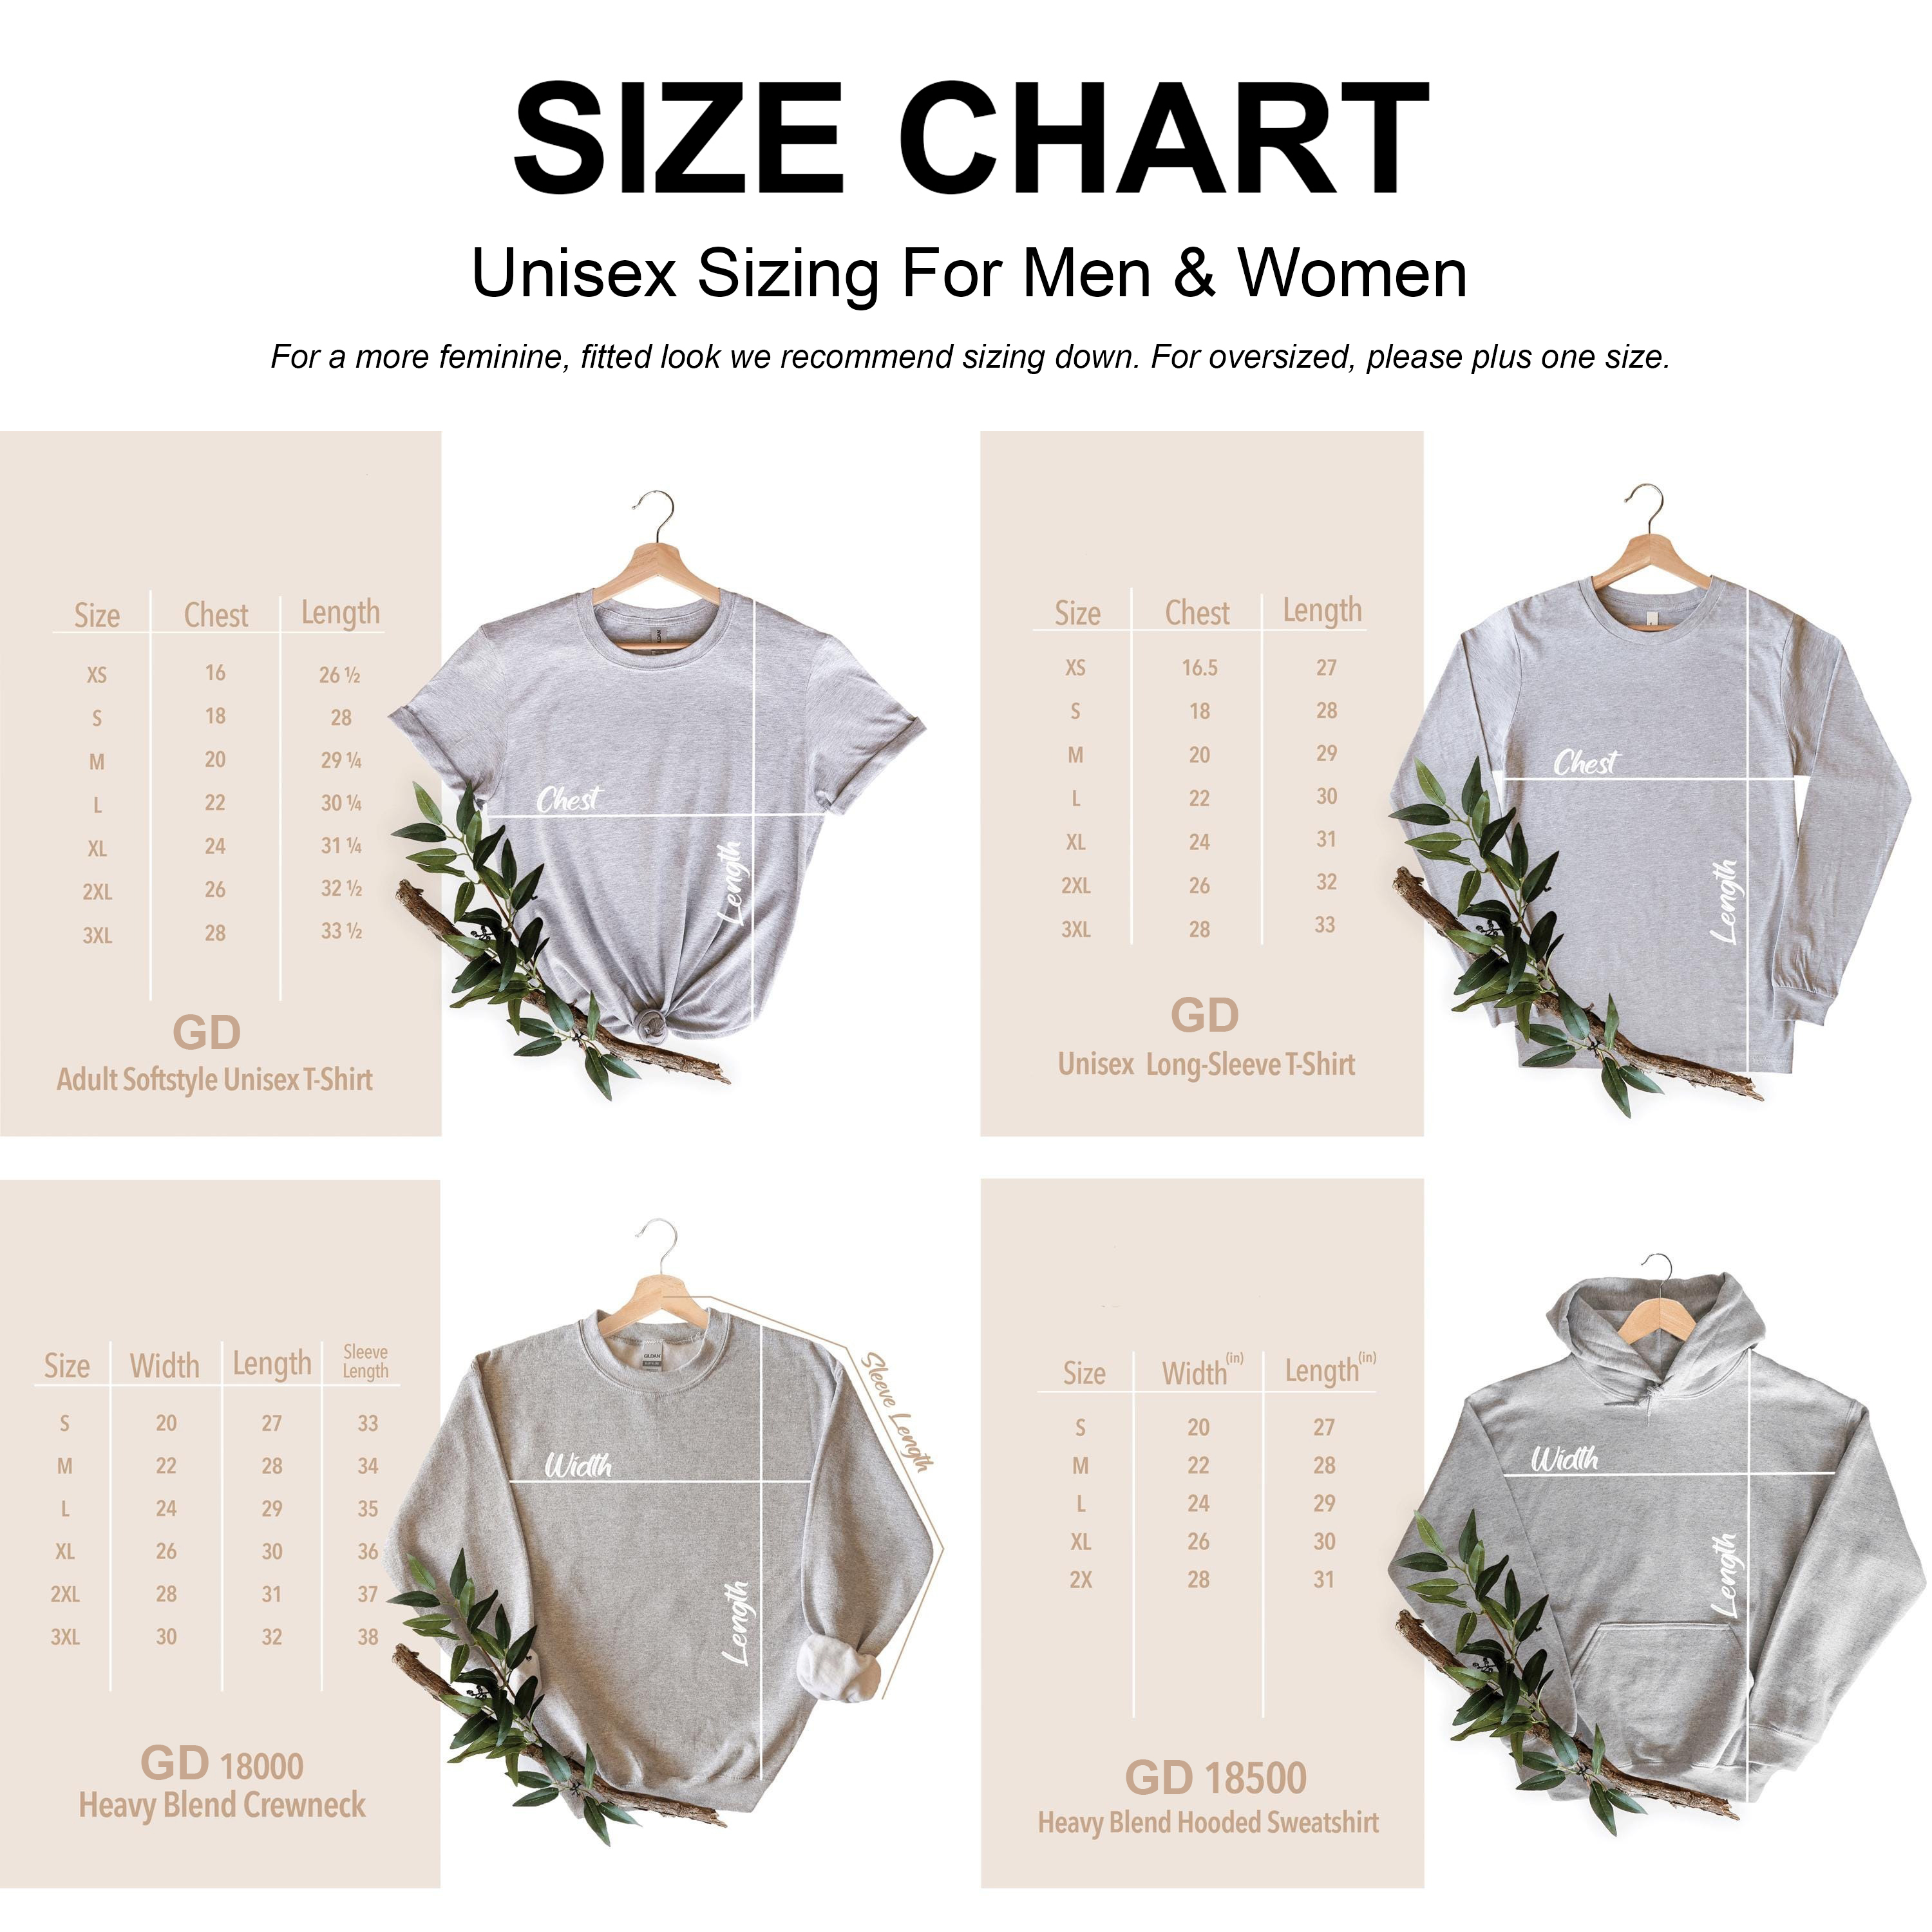 SIZE CHART
Unisex Sizing For Men & Women
For a more feminine, fitted look we recommend sizing down. For oversized, please plus one size.
Size Chest Length
XS 16 26 ½
S 18 28
M 20 29 ¼
L 22 30 ¼
XL 24 31 ¼
2XL 26 32 ½
3XL 28 33 ½
GD
Adult Softstyle Unisex T-Shirt
Chest
Length
Size Chest Length
XS 16.5 27
S 18 28
M 20 29
L 22 30
XL 24 31
2XL 26 32
3XL 28 33
GD
Unisex Long-Sleeve T-Shirt
Chest
Length
Size Width Length Sleeve Length
S 20 27 33
M 22 28 34
L 24 29 35
XL 26 30 36
2XL 28 31 37
3XL 30 32 38
GD 18000
Heavy Blend Crewneck
GILDAN
Width
Length
Sleeve Length
Size Width(in) Length(in)
S 20 27
M 22 28
L 24 29
XL 26 30
2X 28 31
GD 18500
Heavy Blend Hooded Sweatshirt
Width
Length